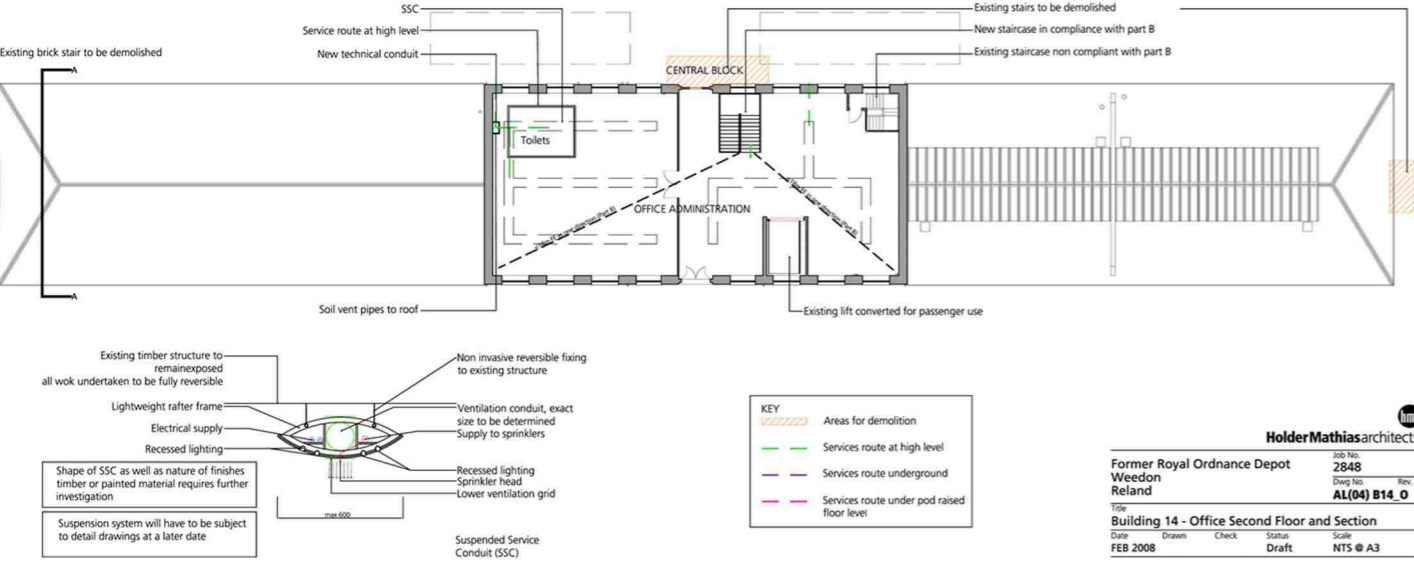 SSC
Service route at high level
New technical conduit
Existing brick stair to be demolished
Existing stairs to be demolished
New staircase in compliance with part B
Existing staircase non compliant with part B
CENTRAL BLOCK
A
A
Toilets
OFFICE ADMINISTRATION
Soil vent pipes to roof
Existing lift converted for passenger use
Existing timber structure to
remainexposed
all wok undertaken to be fully reversible
Lightweight rafter frame
Electrical supply
Recessed lighting
Shape of SSC as well as nature of finishes
timber or painted material requires further
investigation
Suspension system will have to be subject
to detail drawings at a later date
Non invasive reversible fixing
to existing structure
Ventilation conduit, exact
size to be determined
Supply to sprinklers
Recessed lighting
Sprinkler head
Lower ventilation grid
max 600
Suspended Service
Conduit (SSC)
KEY
Areas for demolition
Services route at high level
Services route underground
Services route under pod raised
floor level
hm
HolderMathiasarchitects
Former Royal Ordnance Depot
Weedon
Reland
Job No.
2848
Dwg No. Rev.
AL(04) B14_O
Title
Building 14 - Office Second Floor and Section
Date Drawn Check Status Scale
FEB 2008 Draft NTS @ A3